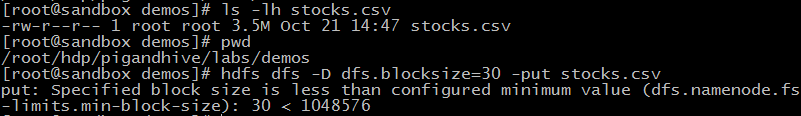 [root@sandbox demos]# ls -lh stocks.csv
-rw-r--r-- 1 root root 3.5M Oct 21 14:47 stocks.csv
[root@sandbox demos]# pwd
/root/hdp/pigandhive/labs/demos
[root@sandbox demos]# hdfs dfs -D dfs.blocksize=30 -put stocks.csv
put: Specified block size is less than configured minimum value (dfs.namenode.fs
-limits.min-block-size): 30 < 1048576